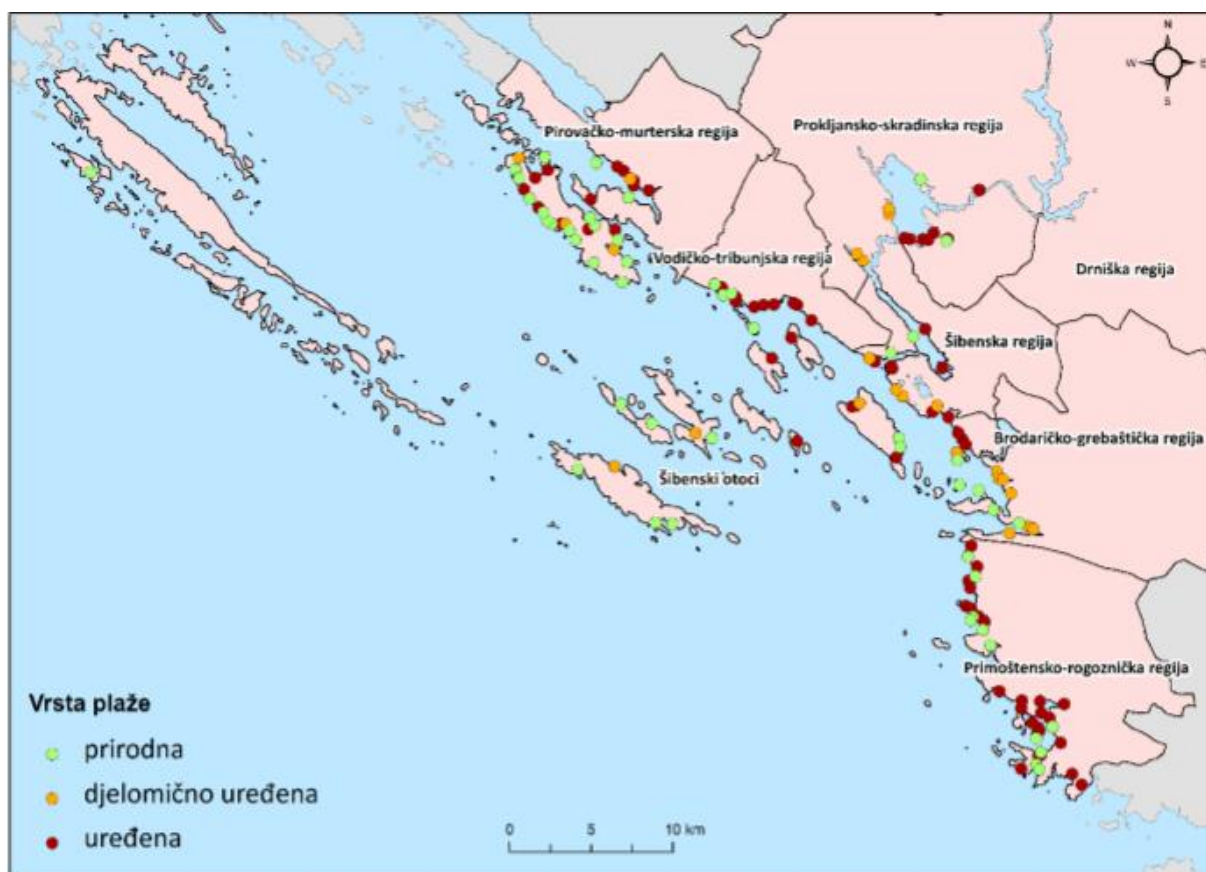 N
W
E
S
Pirovačko-murterska regija
Prokljansko-skradinska regija
Vodičko-tribunjska regija
Drniška regija
Šibenska regija
Brodaričko-grebaštička regija
Šibenski otoci
Primoštensko-rogoznička regija
Vrsta plaže
prirodna
djelomično uređena
uređena
0 5 10 km